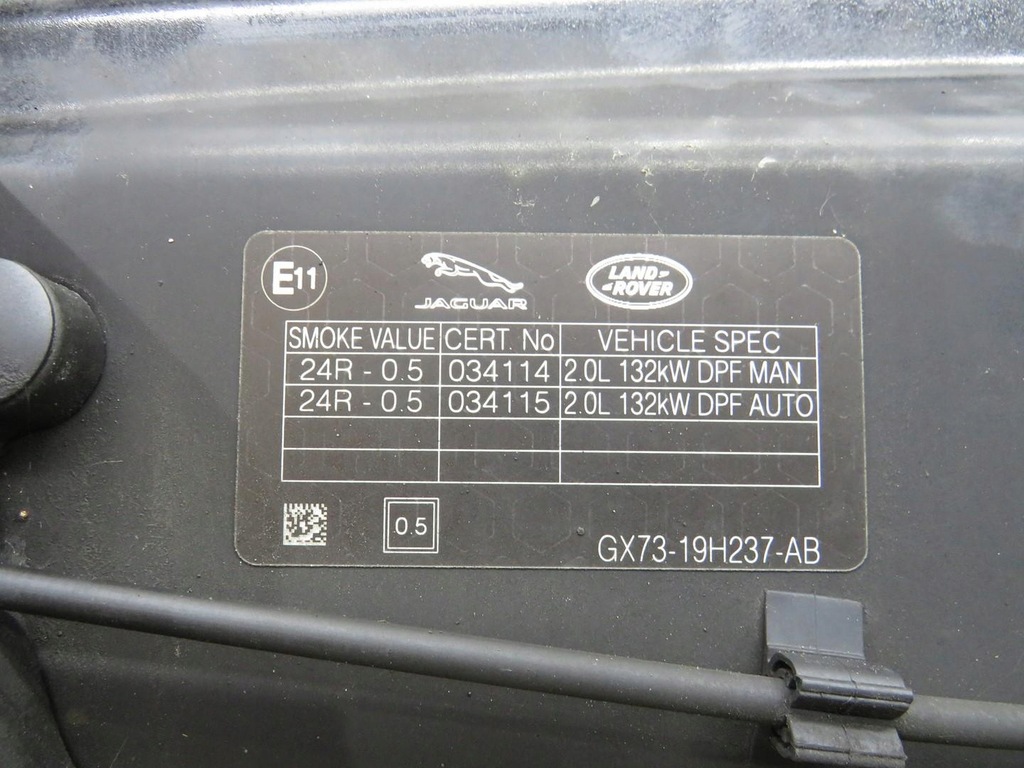 E11
JAGUAR
LAND-
-ROVER
SMOKE VALUE CERT. No VEHICLE SPEC
24R - 0.5 034114 2.0L 132kW DPF MAN
24R - 0.5 034115 2.0L 132kW DPF AUTO
0.5
GX73-19H237-AB